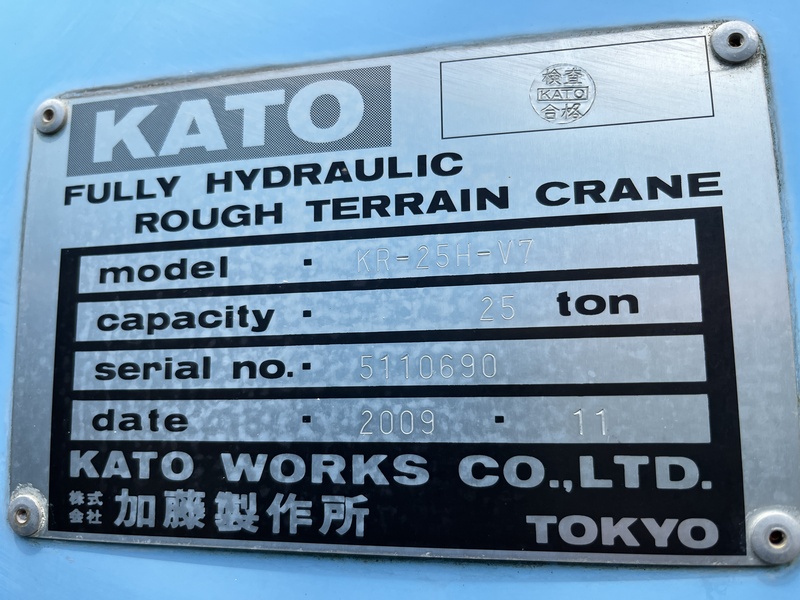 KATO
検査
KATO
合格
FULLY HYDRAULIC
ROUGH TERRAIN CRANE
model · KR-25H-V7
capacity · 25 ton
serial no. · 5110690
date · 2009 · 11
KATO WORKS CO.,LTD.
株式会社 加藤製作所 TOKYO